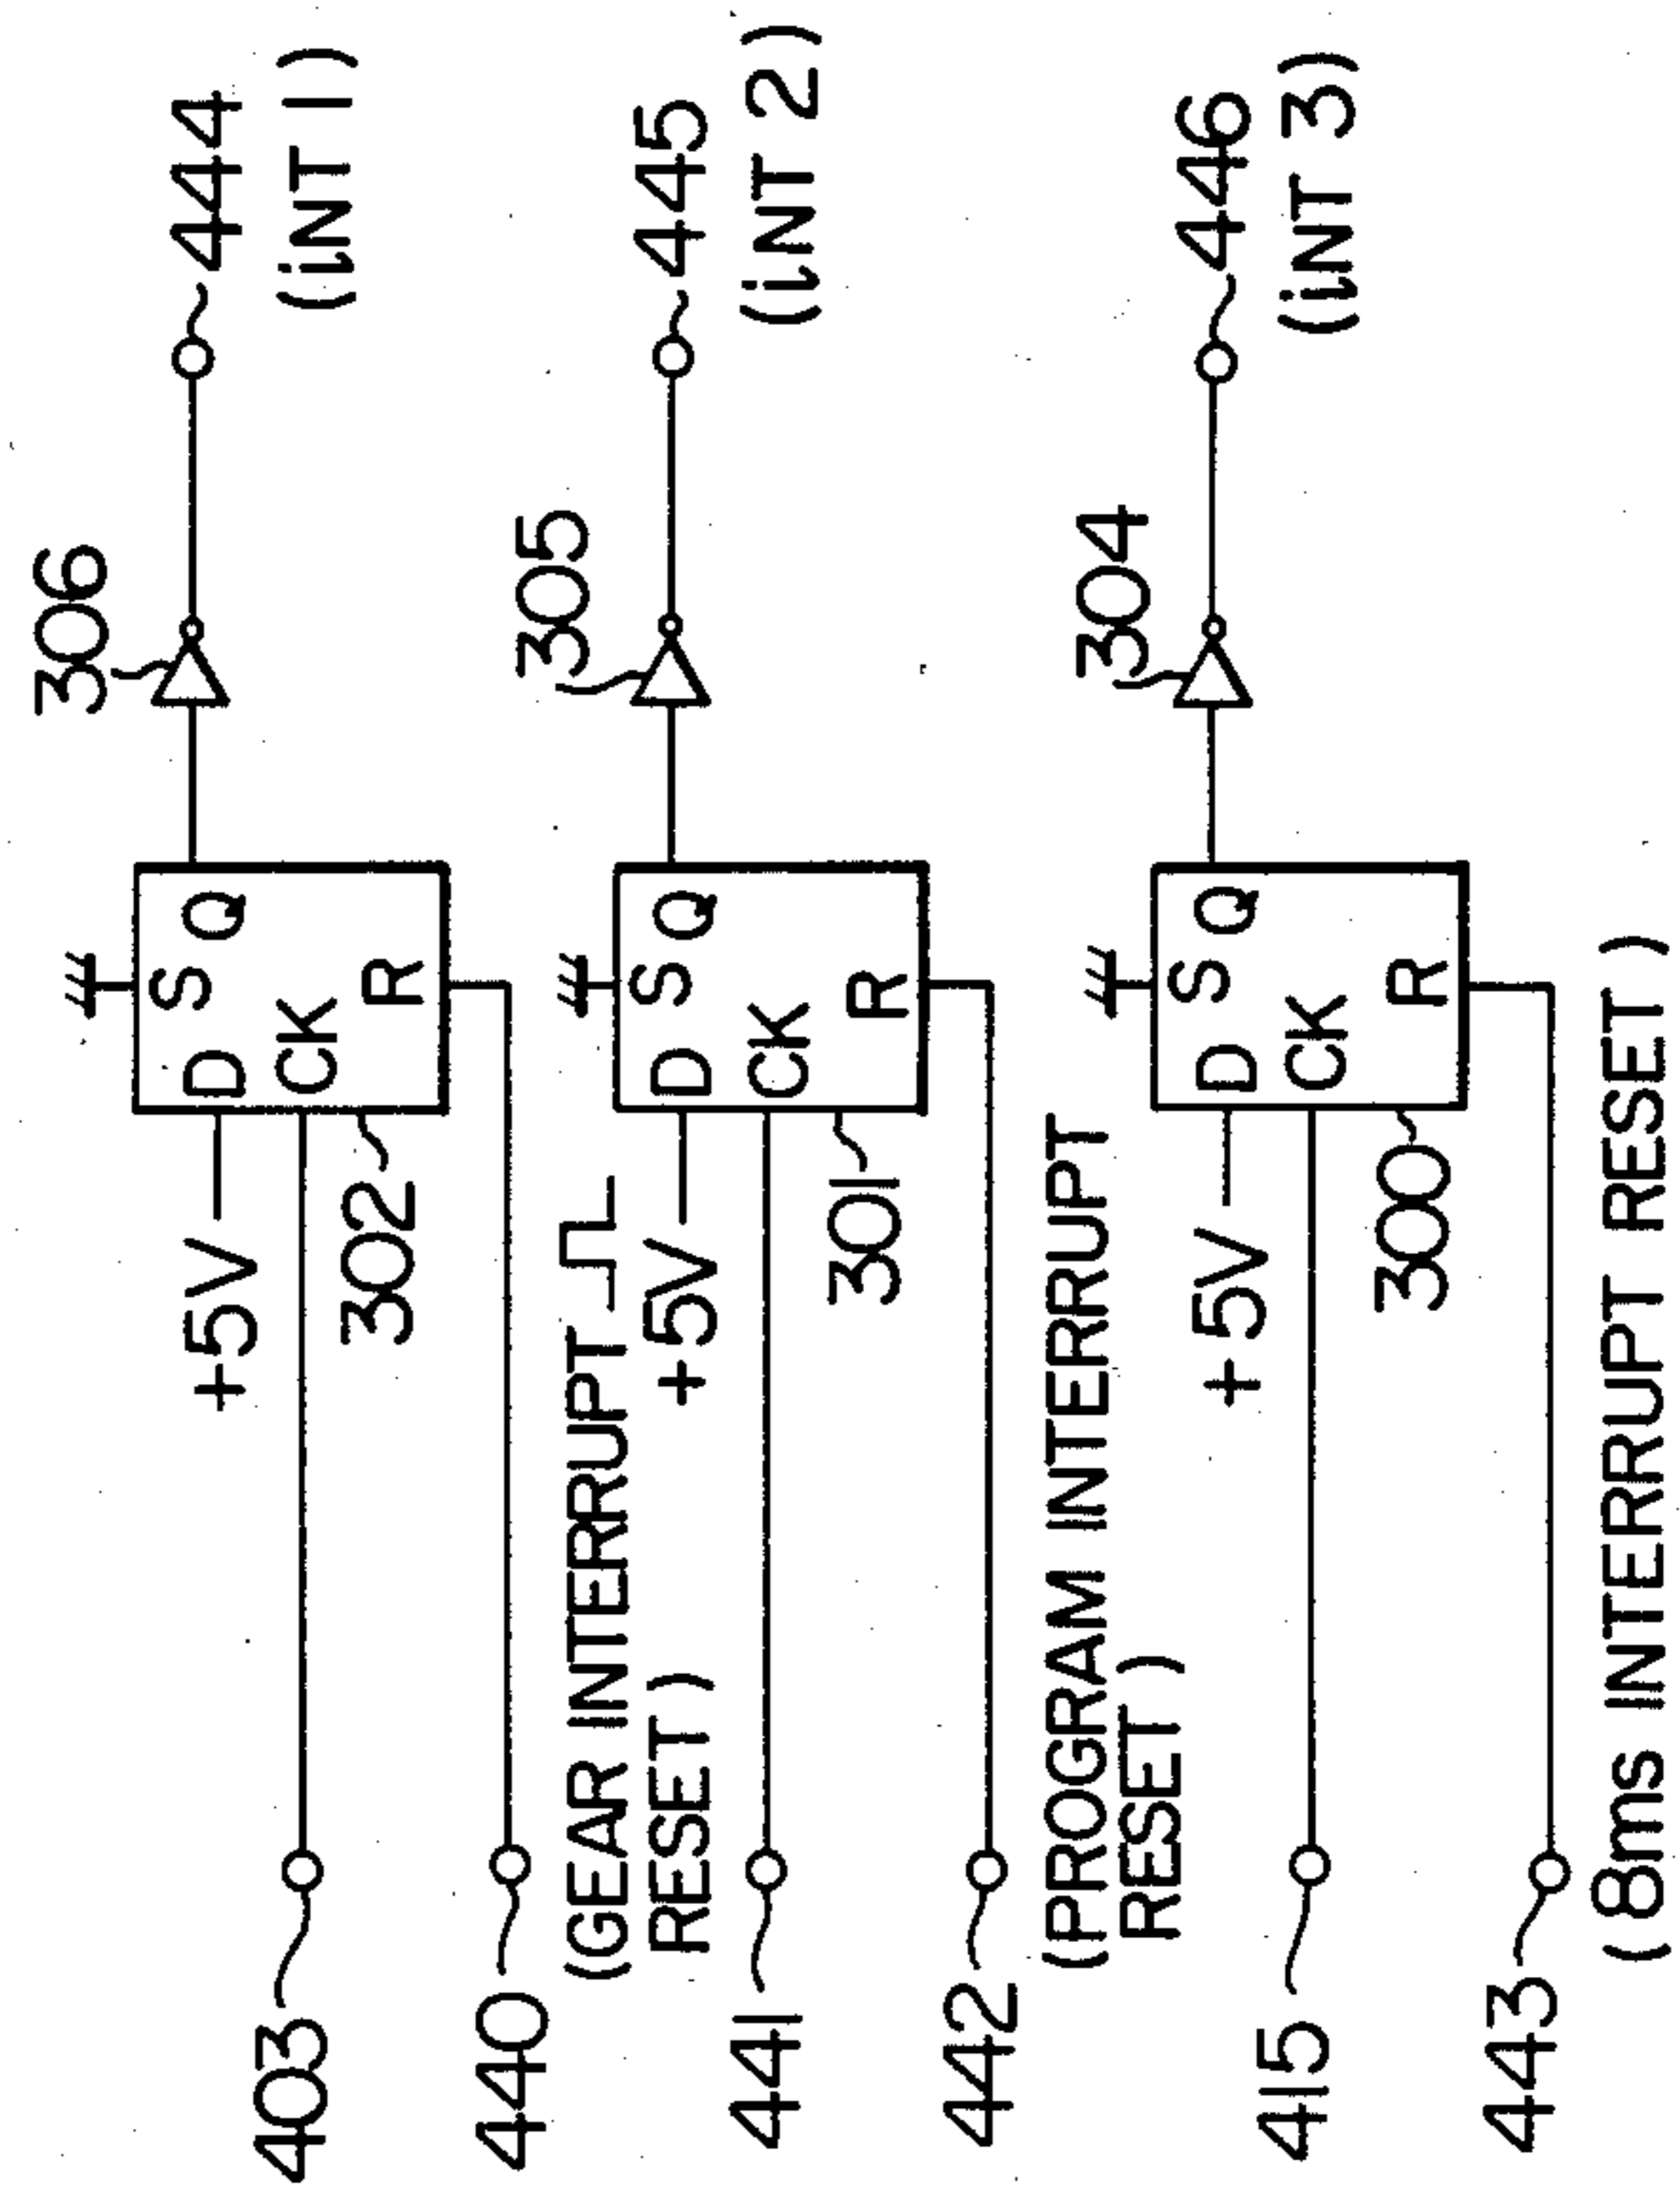 306
444
(iNT 1)
S
D
Q
CK
R
+5V
302
403
440
(GEAR INTERRUPT
RESET)
305
445
(iNT 2)
S
D
Q
CK
R
+5V
301
441
442
(PROGRAM INTERRUPT
RESET)
304
446
(iNT 3)
S
D
Q
CK
R
+5V
300
415
443
(8ms INTERRUPT RESET)